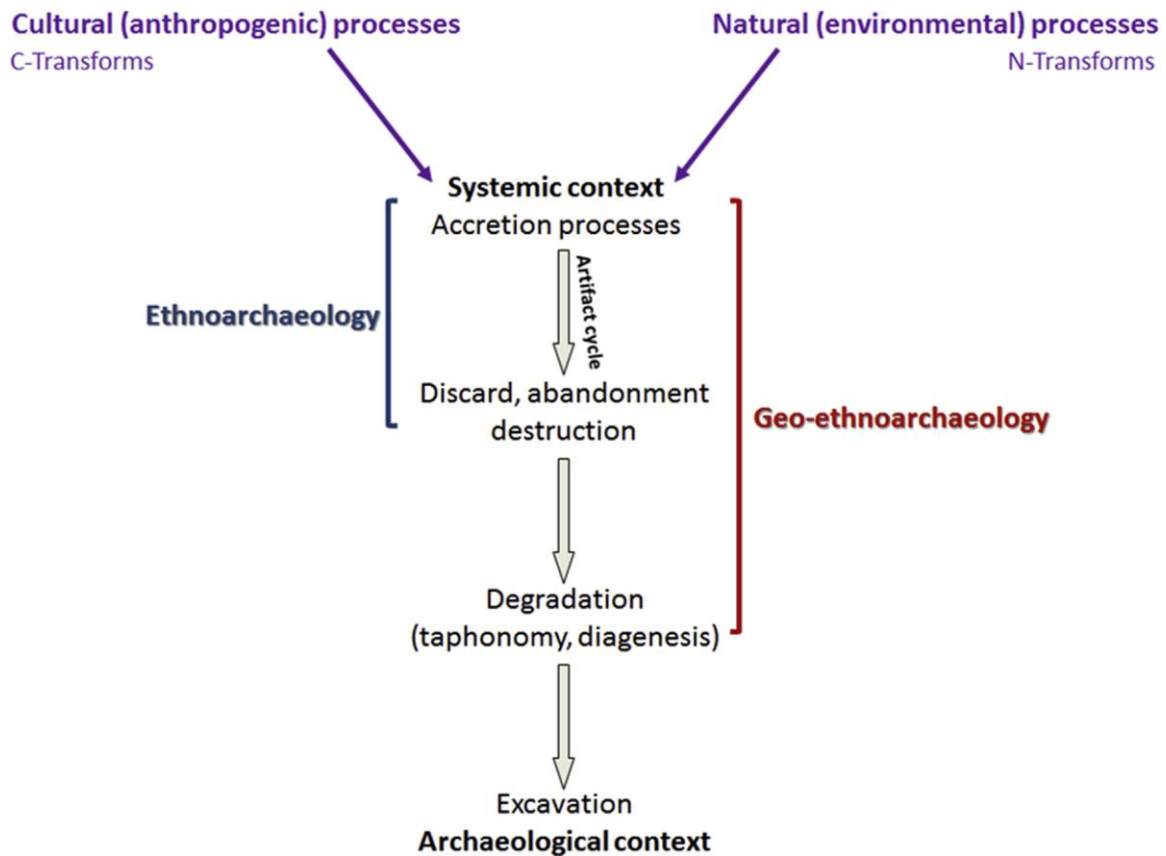 Cultural (anthropogenic) processes
C-Transforms
Natural (environmental) processes
N-Transforms
Systemic context
Accretion processes
Artifact cycle
Ethnoarchaeology
Discard, abandonment
destruction
Geo-ethnoarchaeology
Degradation
(taphonomy, diagenesis)
Excavation
Archaeological context